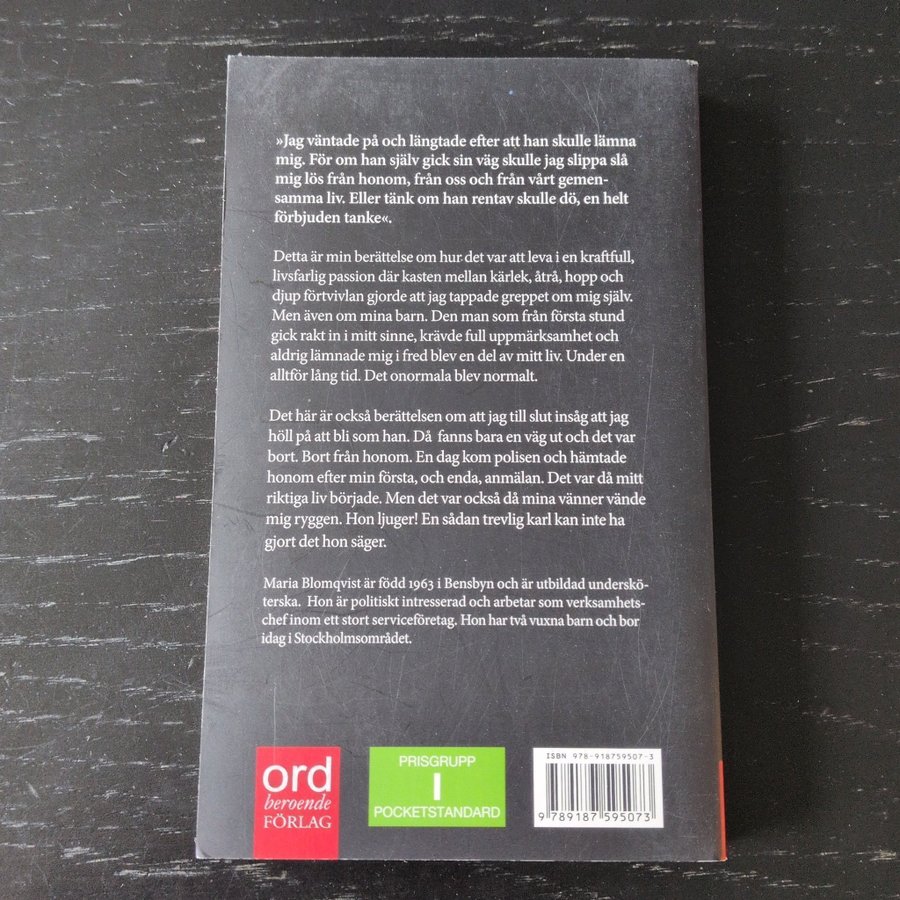 »Jag väntade på och längtade efter att han skulle lämna
mig. För om han själv gick sin väg skulle jag slippa slå
mig lös från honom, från oss och från vårt gemen-
samma liv. Eller tänk om han rentav skulle dö, en helt
förbjuden tanke«.
Detta är min berättelse om hur det var att leva i en kraftfull,
livsfarlig passion där kasten mellan kärlek, åtrå, hopp och
djup förtvivlan gjorde att jag tappade greppet om mig själv.
Men även om mina barn. Den man som från första stund
gick rakt in i mitt sinne, krävde full uppmärksamhet och
aldrig lämnade mig i fred blev en del av mitt liv. Under en
alltför lång tid. Det onormala blev normalt.
Det här är också berättelsen om att jag till slut insåg att jag
höll på att bli som han. Då fanns bara en väg ut och det var
bort. Bort från honom. En dag kom polisen och hämtade
honom efter min första, och enda, anmälan. Det var då mitt
riktiga liv började. Men det var också då mina vänner vände
mig ryggen. Hon ljuger! En sådan trevlig karl kan inte ha
gjort det hon säger.
Maria Blomqvist är född 1963 i Bensbyn och är utbildad underskö-
terska. Hon är politiskt intresserad och arbetar som verksamhets-
chef inom ett stort serviceföretag. Hon har två vuxna barn och bor
idag i Stockholmsområdet.
ord
beroende
FÖRLAG
PRISGRUPP
I
POCKETSTANDARD
ISBN 978-918759507-3
9 789187 595073